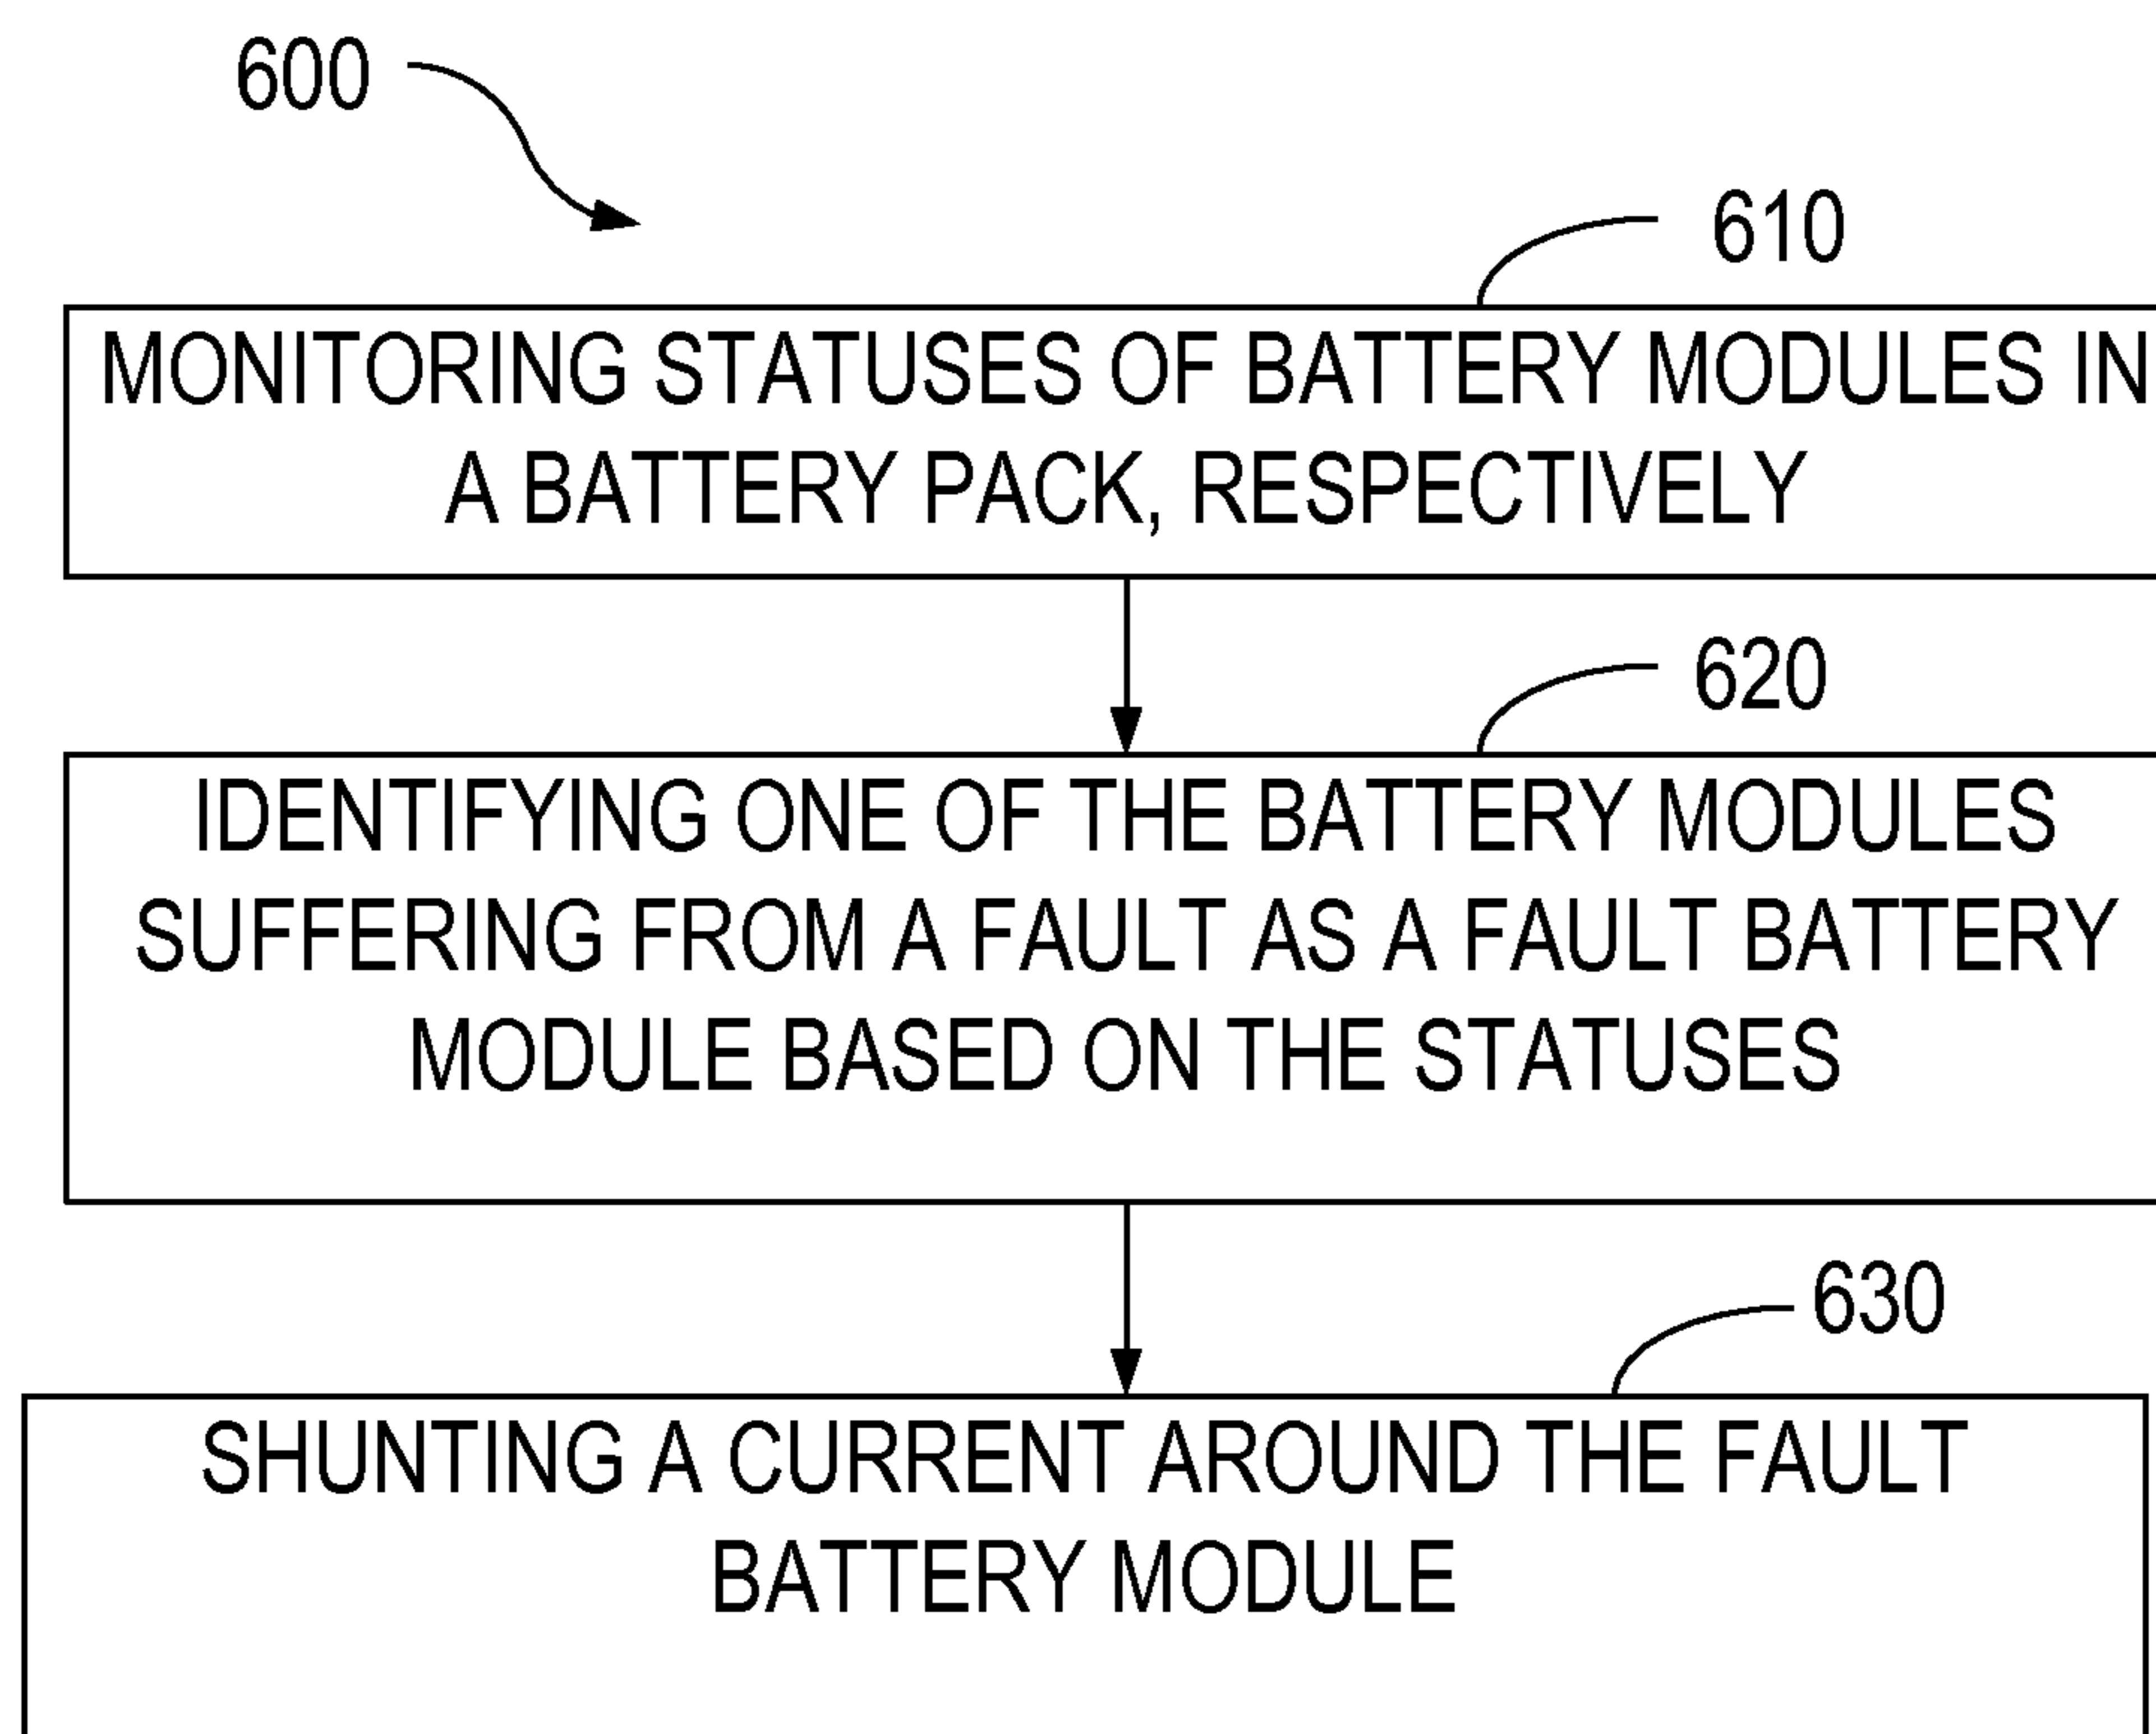 600
610
MONITORING STATUSES OF BATTERY MODULES IN
A BATTERY PACK, RESPECTIVELY
620
IDENTIFYING ONE OF THE BATTERY MODULES
SUFFERING FROM A FAULT AS A FAULT BATTERY
MODULE BASED ON THE STATUSES
630
SHUNTING A CURRENT AROUND THE FAULT
BATTERY MODULE